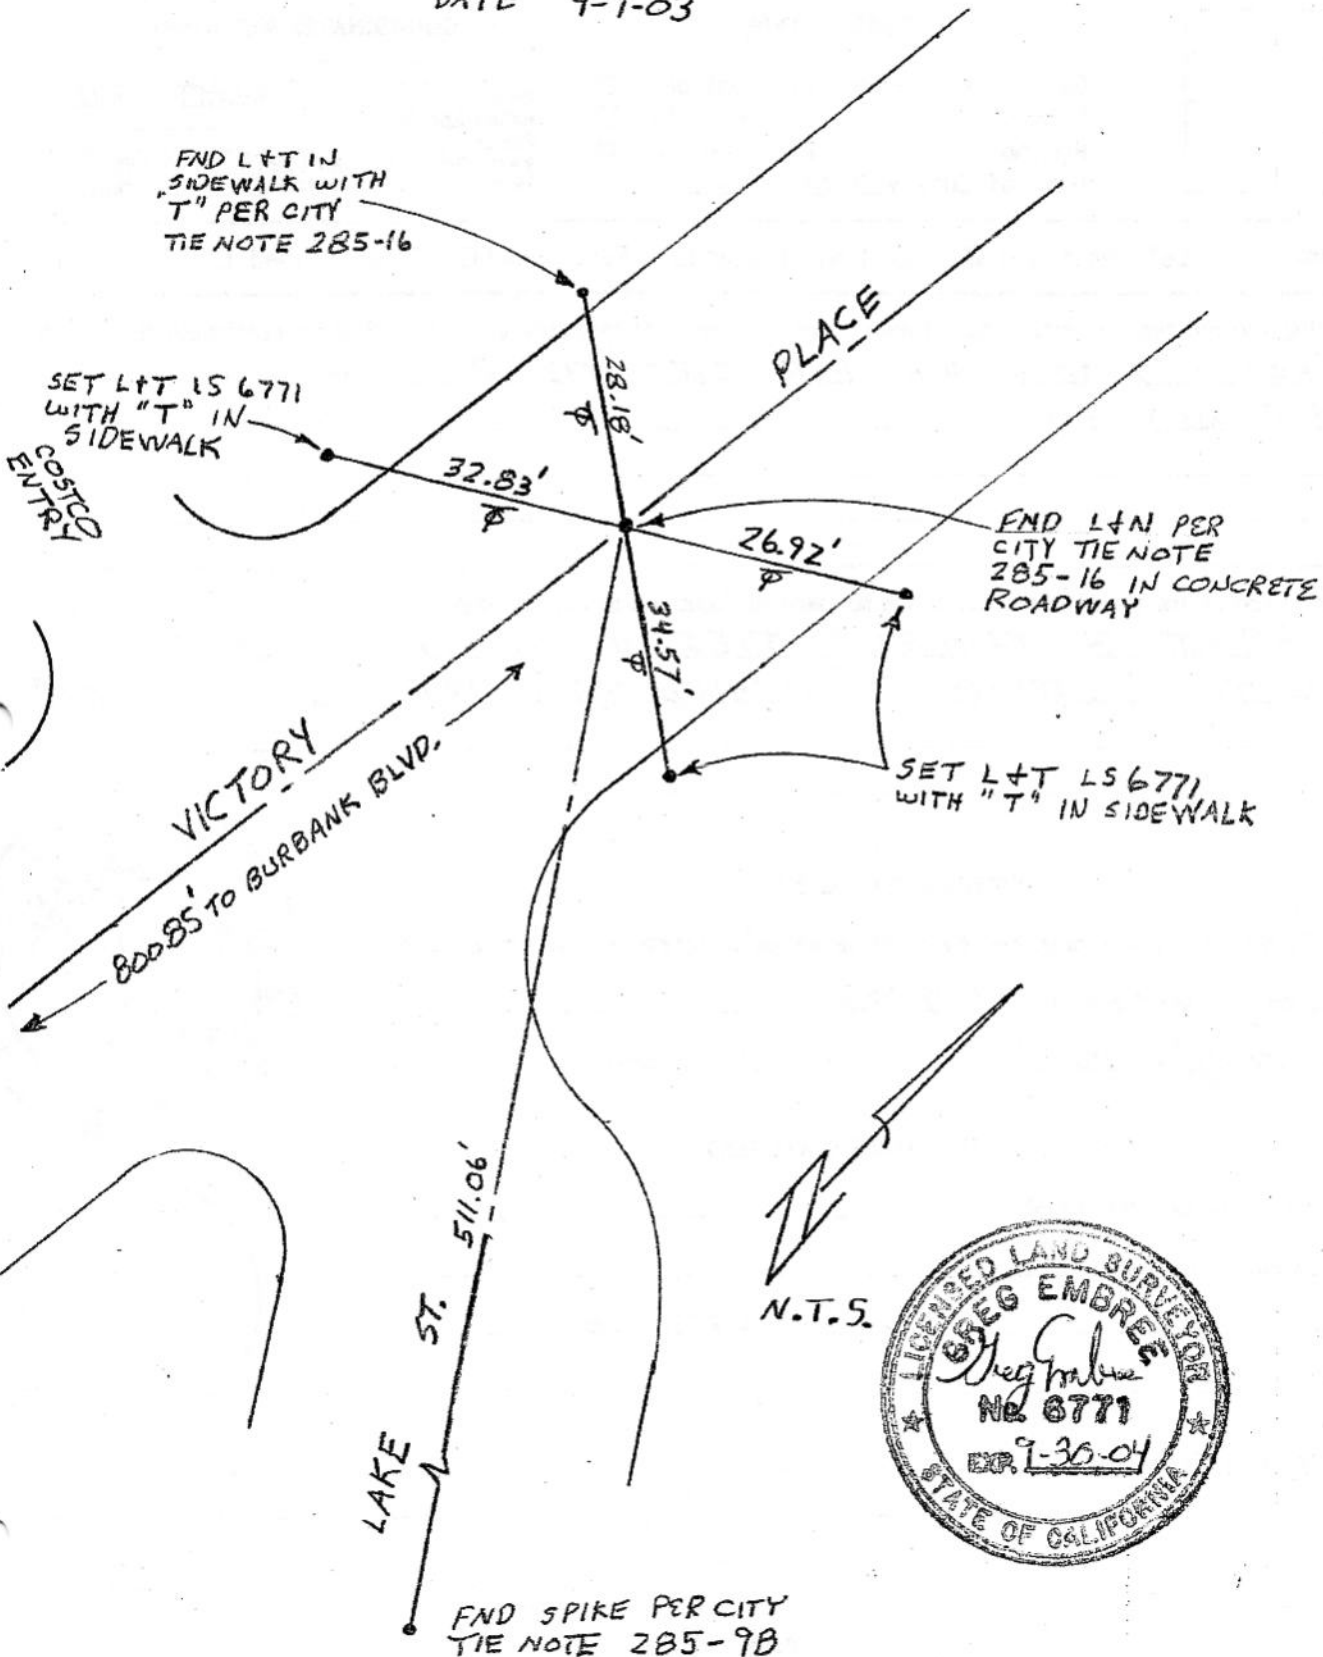 DATE 9-1-03
FND L&T IN
SIDEWALK WITH
"T" PER CITY
TIE NOTE 285-16
28.18'
PLACE
SET L&T LS 6771
WITH "T" IN
SIDEWALK
COSTCO
ENTRY
32.83'
26.92'
FND L&N PER
CITY TIE NOTE
285-16 IN CONCRETE
ROADWAY
34.57'
VICTORY
800.85' TO BURBANK BLVD.
SET L&T LS 6771
WITH "T" IN SIDEWALK
LAKE ST. 511.06'
N.T.S.
LICENSED LAND SURVEYOR
GREG EMBREE
Greg Embree
No. 6771
EXP. 9-30-04
STATE OF CALIFORNIA
FND SPIKE PER CITY
TIE NOTE 285-9B